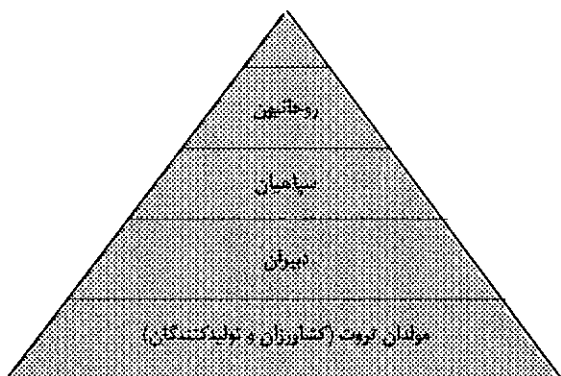 روحانیون
سپاهیان
دبیران
مولدان ثروت (کشاورزان و تولیدکنندگان)